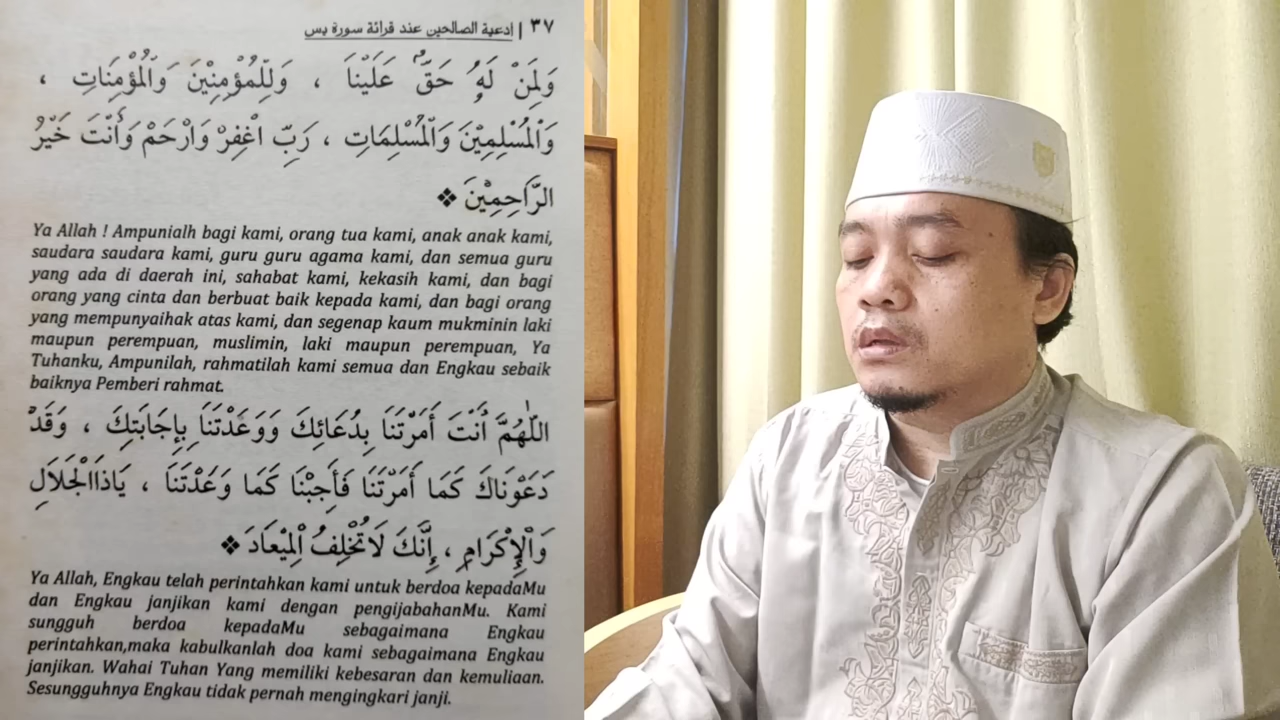 ٣٧ | إدعية الصالحين عند قرائة سورة يس
وَلِمَنْ لَهُ حَقٌّ عَلَيْنَا ، وَلِلْمُؤْمِنِيْنَ وَالْمُؤْمِنَاتِ ،
وَالْمُسْلِمِيْنَ وَالْمُسْلِمَاتِ ، رَبِّ اغْفِرْ وَارْحَمْ وَأَنْتَ خَيْرُ
الرَّاحِمِيْنَ ❖
Ya Allah ! Ampunialh bagi kami, orang tua kami, anak anak kami,
saudara saudara kami, guru guru agama kami, dan semua guru
yang ada di daerah ini, sahabat kami, kekasih kami, dan bagi
orang yang cinta dan berbuat baik kepada kami, dan bagi orang
yang mempunyaihak atas kami, dan segenap kaum mukminin laki
maupun perempuan, muslimin, laki maupun perempuan, Ya
Tuhanku, Ampunilah, rahmatilah kami semua dan Engkau sebaik
baiknya Pemberi rahmat.
اللّٰهُمَّ أَنْتَ أَمَرْتَنَا بِدُعَائِكَ وَوَعَدْتَنَا بِإِجَابَتِكَ ، وَقَدْ
دَعَوْنَاكَ كَمَا أَمَرْتَنَا فَأَجِبْنَا كَمَا وَعَدْتَنَا ، يَاذَاالْجَلَالِ
وَالْإِكْرَامِ ، إِنَّكَ لَاتُخْلِفُ الْمِيْعَادَ ❖
Ya Allah, Engkau telah perintahkan kami untuk berdoa kepadaMu
dan Engkau janjikan kami dengan pengijabahanMu. Kami
sungguh berdoa kepadaMu sebagaimana Engkau
perintahkan,maka kabulkanlah doa kami sebagaimana Engkau
janjikan. Wahai Tuhan Yang memiliki kebesaran dan kemuliaan.
Sesungguhnya Engkau tidak pernah mengingkari janji.